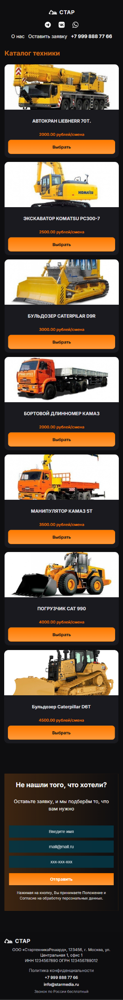 СТАР
О нас Оставить заявку +7 999 888 77 66
Каталог техники
АВТОКРАН LIEBHERR 70Т.
2000.00 рублей/смена
Выбрать
KOMATSU
ЭКСКАВАТОР KOMATSU PC300-7
2500.00 рублей/смена
Выбрать
БУЛЬДОЗЕР CATERPILAR D9R
3000.00 рублей/смена
Выбрать
БОРТОВОЙ ДЛИННОМЕР КАМАЗ
2000.00 рублей/смена
Выбрать
МАНИПУЛЯТОР КАМАЗ 5Т
3500.00 рублей/смена
Выбрать
ПОГРУЗЧИК CAT 990
4000.00 рублей/смена
Выбрать
Бульдозер Caterpillar D6T
4500.00 рублей/смена
Выбрать
Не нашли того, что хотели?
Оставьте заявку, и мы подберём то, что
вам нужно
Введите имя
mail@mail.ru
xxx-xxx-xxx
Отправить
Нажимая на кнопку, Вы принимаете Положение и
Согласие на обработку персональных данных.
СТАР
ООО «СтартехникаРешард», 123456, г. Москва, ул.
Центральная 1, офис 1
ИНН 1234567890 ОГРН 123456789012
Политика конфиденциальности
+7 999 888 77 66
info@starmedia.ru
Звонок по России бесплатный